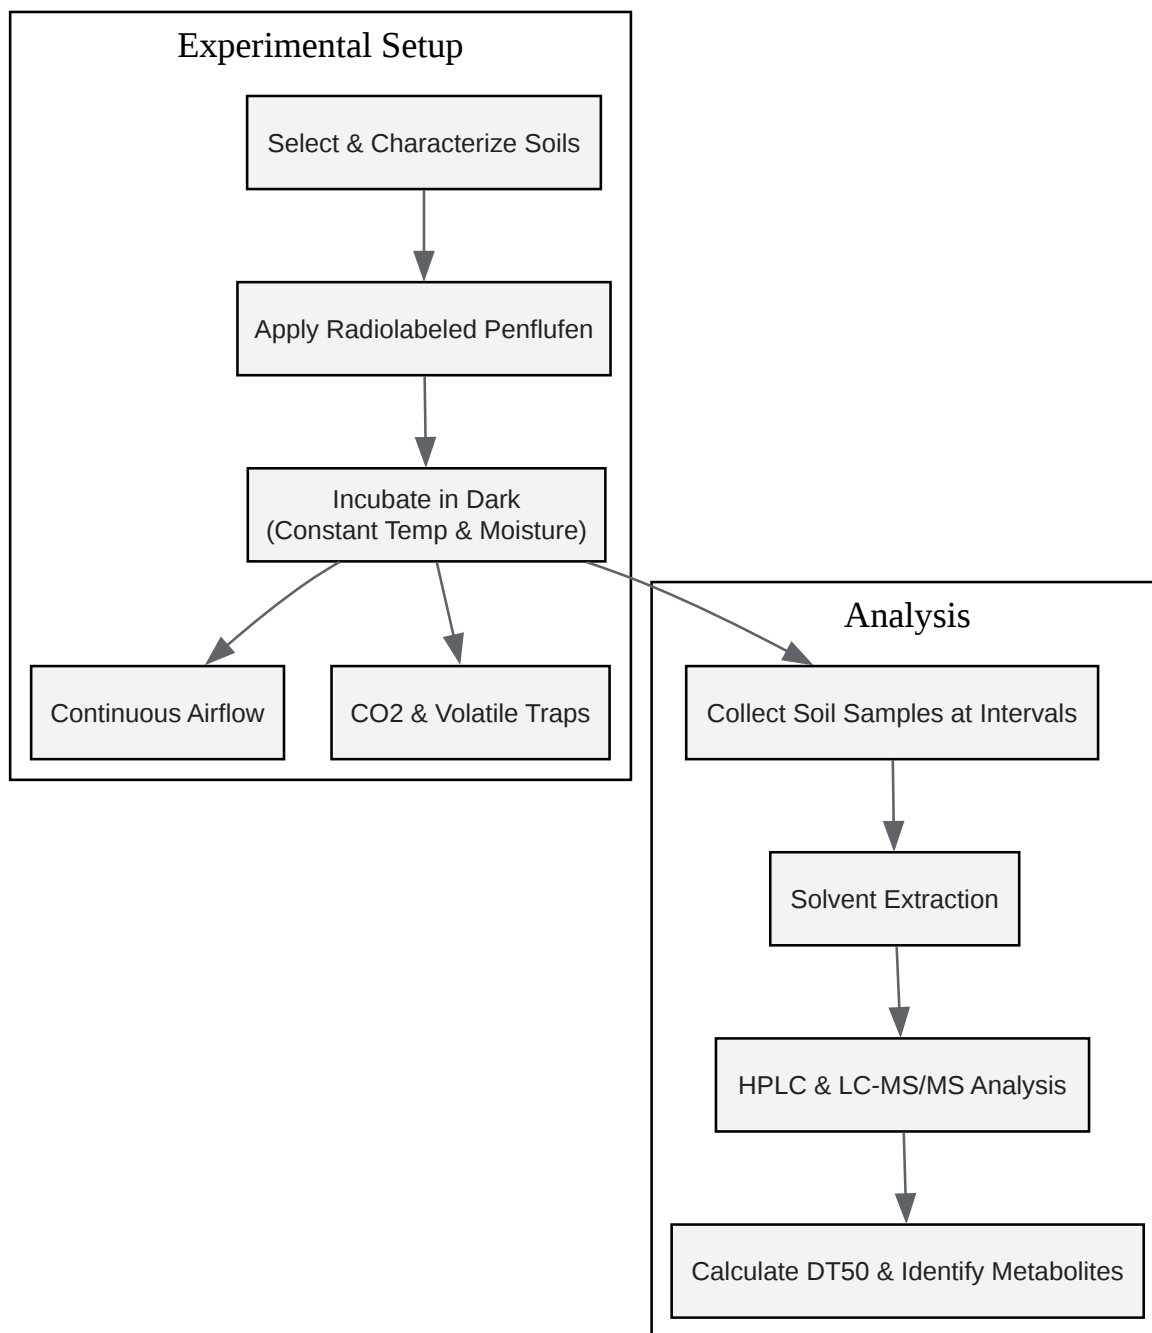 Experimental Setup
Select & Characterize Soils
Apply Radiolabeled Penflufen
Incubate in Dark
(Constant Temp & Moisture)
Continuous Airflow
CO2 & Volatile Traps
Analysis
Collect Soil Samples at Intervals
Solvent Extraction
HPLC & LC-MS/MS Analysis
Calculate DT50 & Identify Metabolites